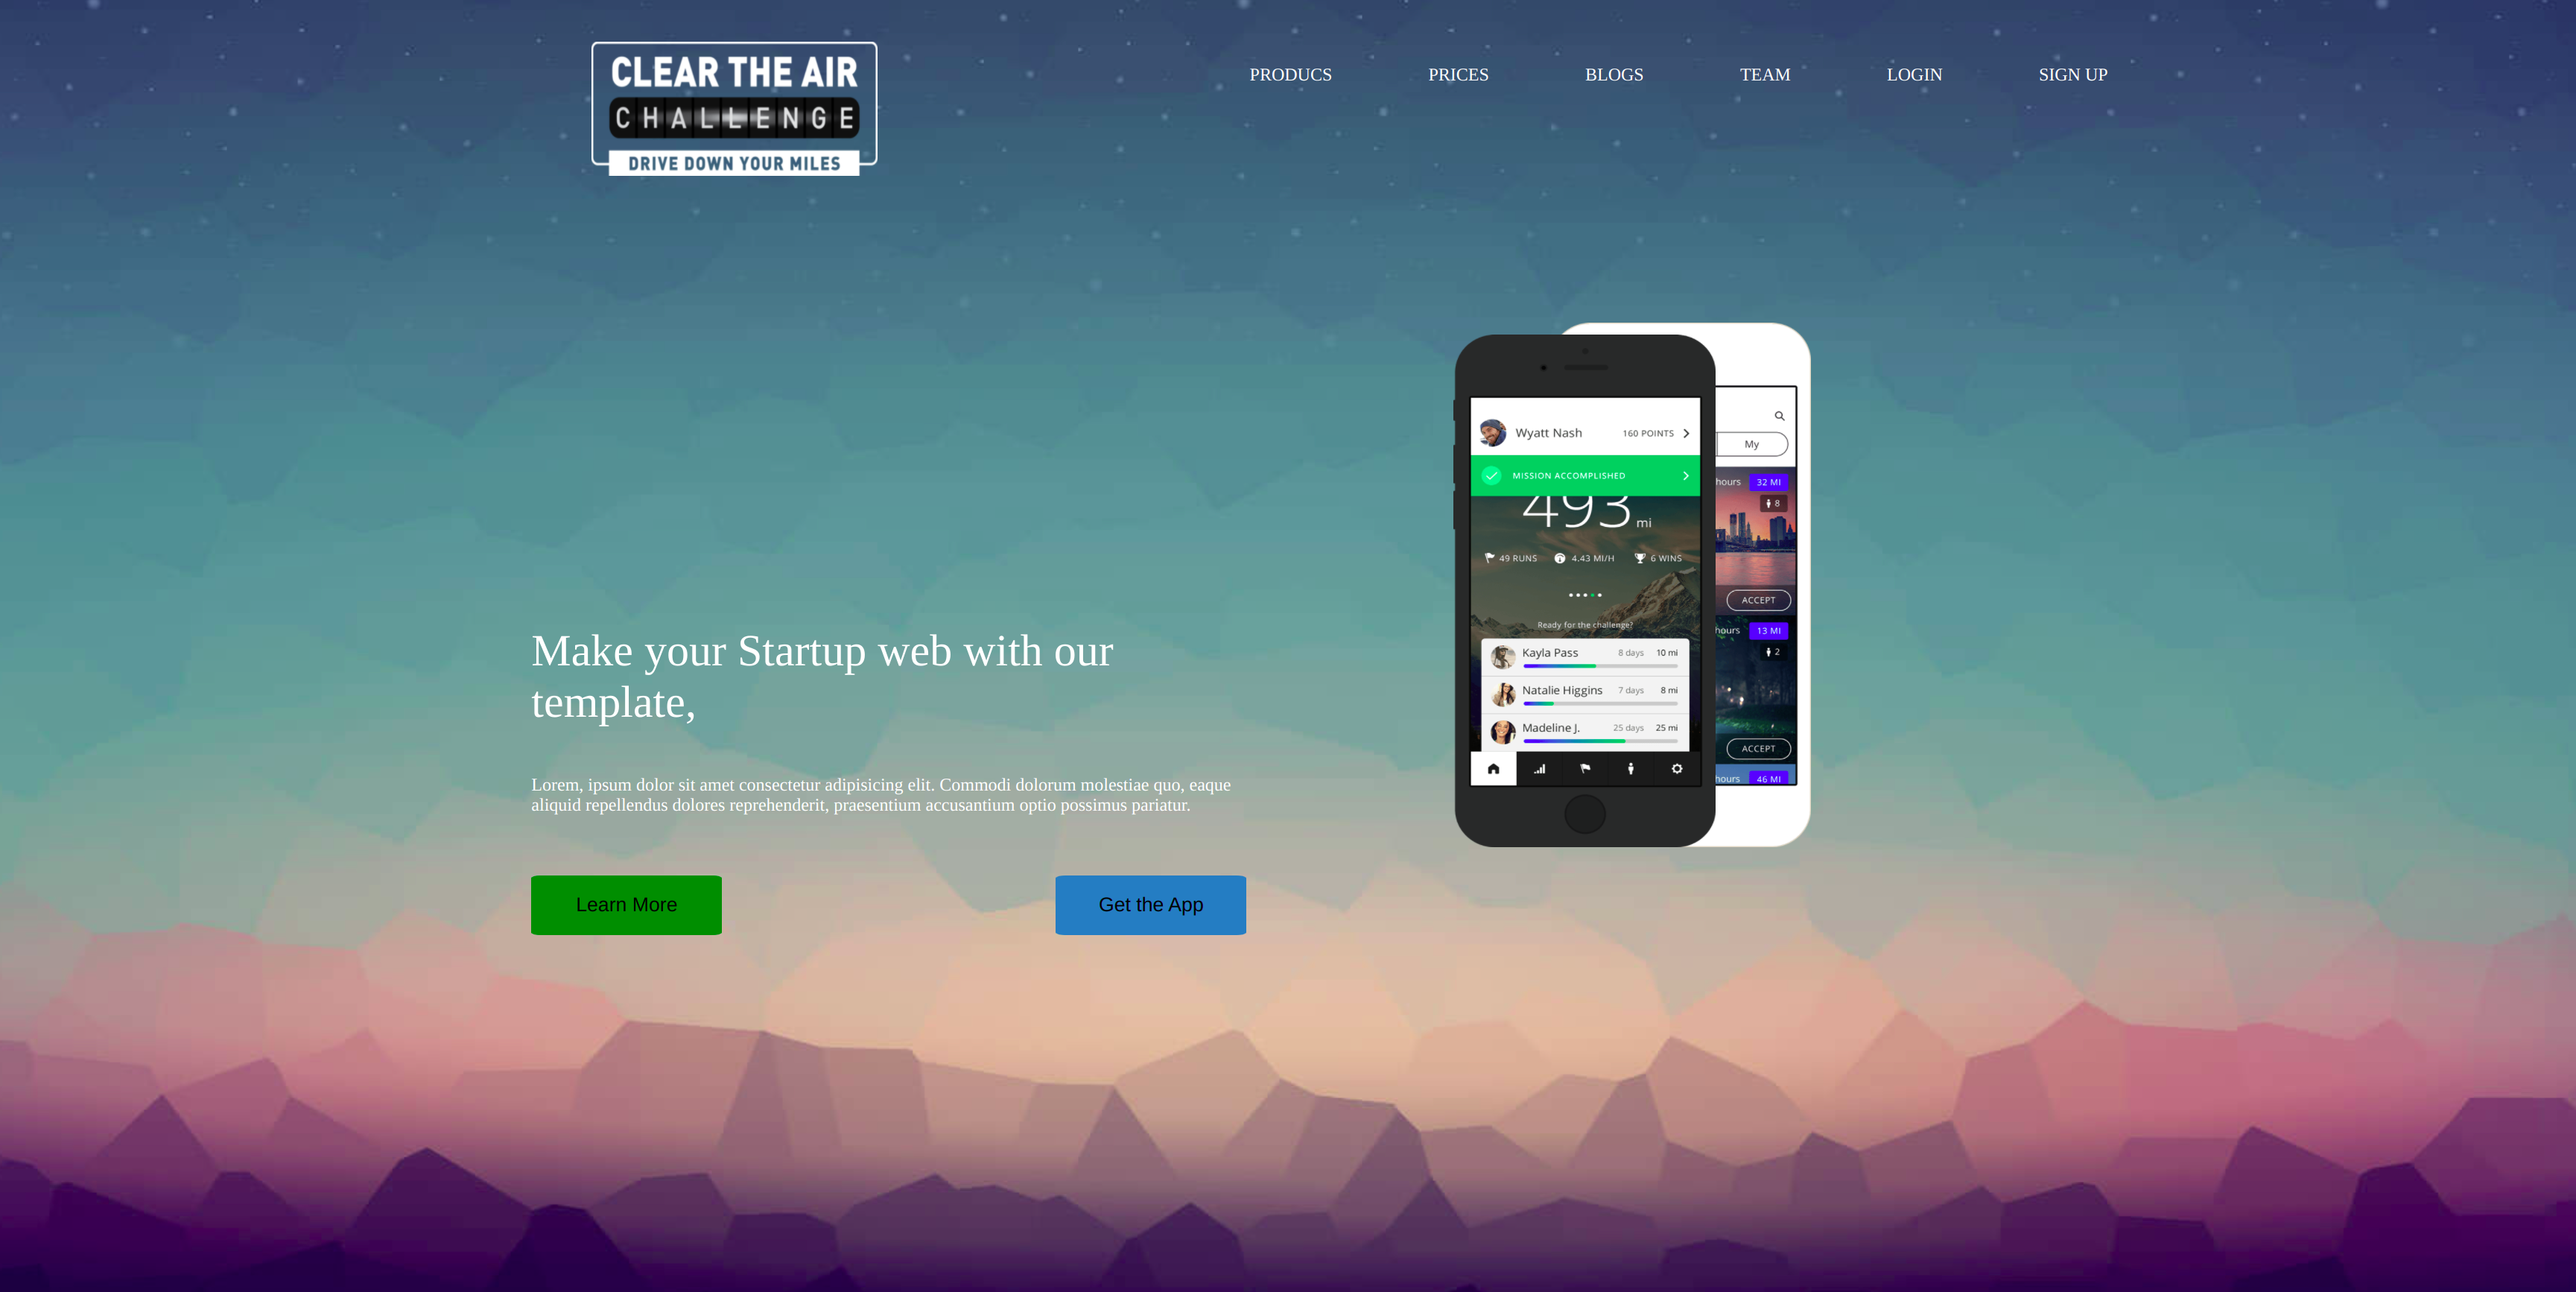 CLEAR THE AIR
CHALLENGE
DRIVE DOWN YOUR MILES
PRODUCS PRICES BLOGS TEAM LOGIN SIGN UP
Make your Startup web with our
template,
Lorem, ipsum dolor sit amet consectetur adipisicing elit. Commodi dolorum molestiae quo, eaque
aliquid repellendus dolores reprehenderit, praesentium accusantium optio possimus pariatur.
Learn More
Get the App
Wyatt Nash 160 POINTS
MISSION ACCOMPLISHED
493 mi
49 RUNS 4.43 MI/H 6 WINS
Ready for the challenge?
Kayla Pass 8 days 10 mi
Natalie Higgins 7 days 8 mi
Madeline J. 25 days 25 mi
My
hours 32 MI
8
ACCEPT
hours 13 MI
2
ACCEPT
hours 46 MI